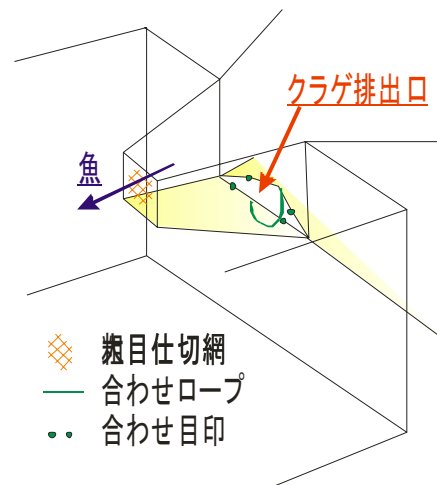 クラゲ排出口
魚
粗目仕切網
合わせロープ
合わせ目印